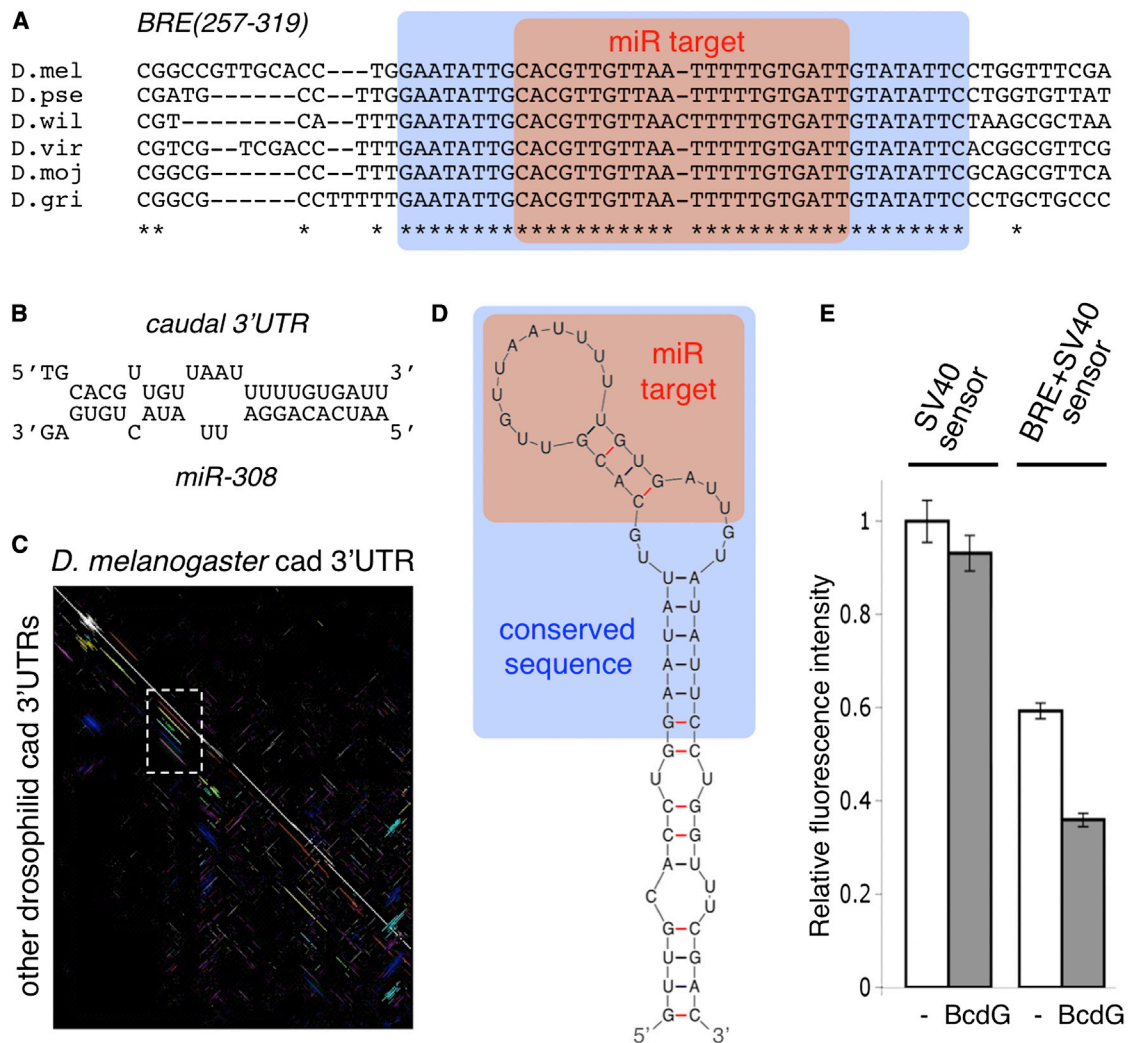 A
BRE(257-319)
miR target
D.mel CGGCCGTTGCACC---TGGAATATTGCACGTTGTTAA-TTTTTGTGATTGTATATTCCTGGTTTCGA
D.pse CGATG------CC--TTGGAATATTGCACGTTGTTAA-TTTTTGTGATTGTATATTCCTGGTGTTAT
D.wil CGT--------CA--TTTGAATATTGCACGTTGTTAACTTTTTGTGATTGTATATTCTAAGCGCTAA
D.vir CGTCG--TCGACC--TTTGAATATTGCACGTTGTTAA-TTTTTGTGATTGTATATTCACGGCGTTCG
D.moj CGGCG------CC--TTTGAATATTGCACGTTGTTAA-TTTTTGTGATTGTATATTCGCAGCGTTCA
D.gri CGGCG------CCTTTTTGAATATTGCACGTTGTTAA-TTTTTGTGATTGTATATTCCCTGCTGCCC
**         *    * ******************* *******************   *
B
caudal 3'UTR
5'TG U UAAU 3'
CACG UGU UUUUGUGAUU
GUGU AUA AGGACACUAA
3'GA C UU 5'
miR-308
C
D. melanogaster cad 3'UTR
other drosophilid cad 3'UTRs
D
miR
target
conserved
sequence
5' GUUGCACCUGGAAUAUUGCACGUUGUUAAUUUUUGUGAUUGUAUAUUCCUGGUUUCGAC 3'
E
SV40
sensor
BRE+SV40
sensor
Relative fluorescence intensity
1
0.8
0.6
0.4
0.2
0
- BcdG - BcdG